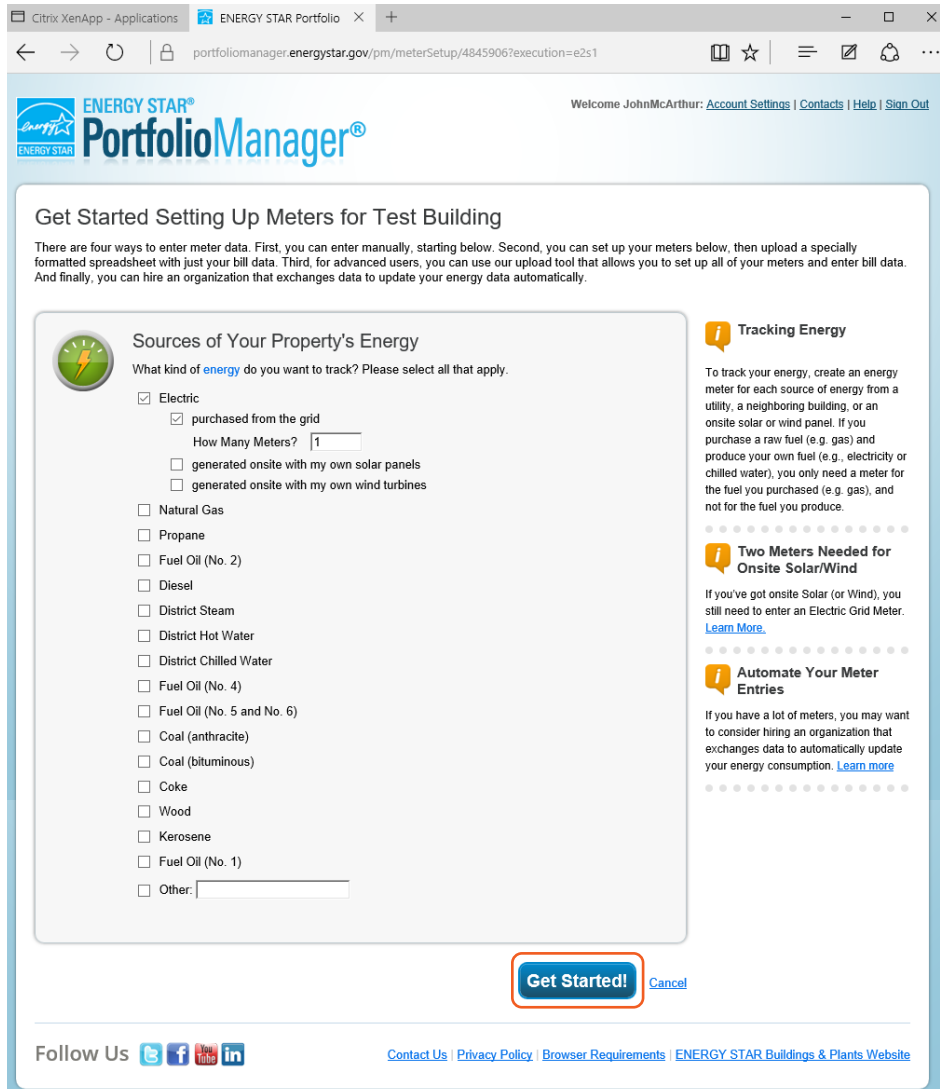 Citrix XenApp - Applications
ENERGY STAR Portfolio
portfoliomanager.energystar.gov/pm/meterSetup/4845906?execution=e2s1
energy
ENERGY STAR
ENERGY STAR®
PortfolioManager®
Welcome JohnMcArthur: Account Settings | Contacts | Help | Sign Out
Get Started Setting Up Meters for Test Building
There are four ways to enter meter data. First, you can enter manually, starting below. Second, you can set up your meters below, then upload a specially
formatted spreadsheet with just your bill data. Third, for advanced users, you can use our upload tool that allows you to set up all of your meters and enter bill data.
And finally, you can hire an organization that exchanges data to update your energy data automatically.
Sources of Your Property's Energy
What kind of energy do you want to track? Please select all that apply.
Electric
purchased from the grid
How Many Meters? 1
generated onsite with my own solar panels
generated onsite with my own wind turbines
Natural Gas
Propane
Fuel Oil (No. 2)
Diesel
District Steam
District Hot Water
District Chilled Water
Fuel Oil (No. 4)
Fuel Oil (No. 5 and No. 6)
Coal (anthracite)
Coal (bituminous)
Coke
Wood
Kerosene
Fuel Oil (No. 1)
Other:
Tracking Energy
To track your energy, create an energy
meter for each source of energy from a
utility, a neighboring building, or an
onsite solar or wind panel. If you
purchase a raw fuel (e.g. gas) and
produce your own fuel (e.g., electricity or
chilled water), you only need a meter for
the fuel you purchased (e.g. gas), and
not for the fuel you produce.
Two Meters Needed for
Onsite Solar/Wind
If you've got onsite Solar (or Wind), you
still need to enter an Electric Grid Meter.
Learn More.
Automate Your Meter
Entries
If you have a lot of meters, you may want
to consider hiring an organization that
exchanges data to automatically update
your energy consumption. Learn more
Get Started!
Cancel
Follow Us
You
Tube
in
Contact Us | Privacy Policy | Browser Requirements | ENERGY STAR Buildings & Plants Website